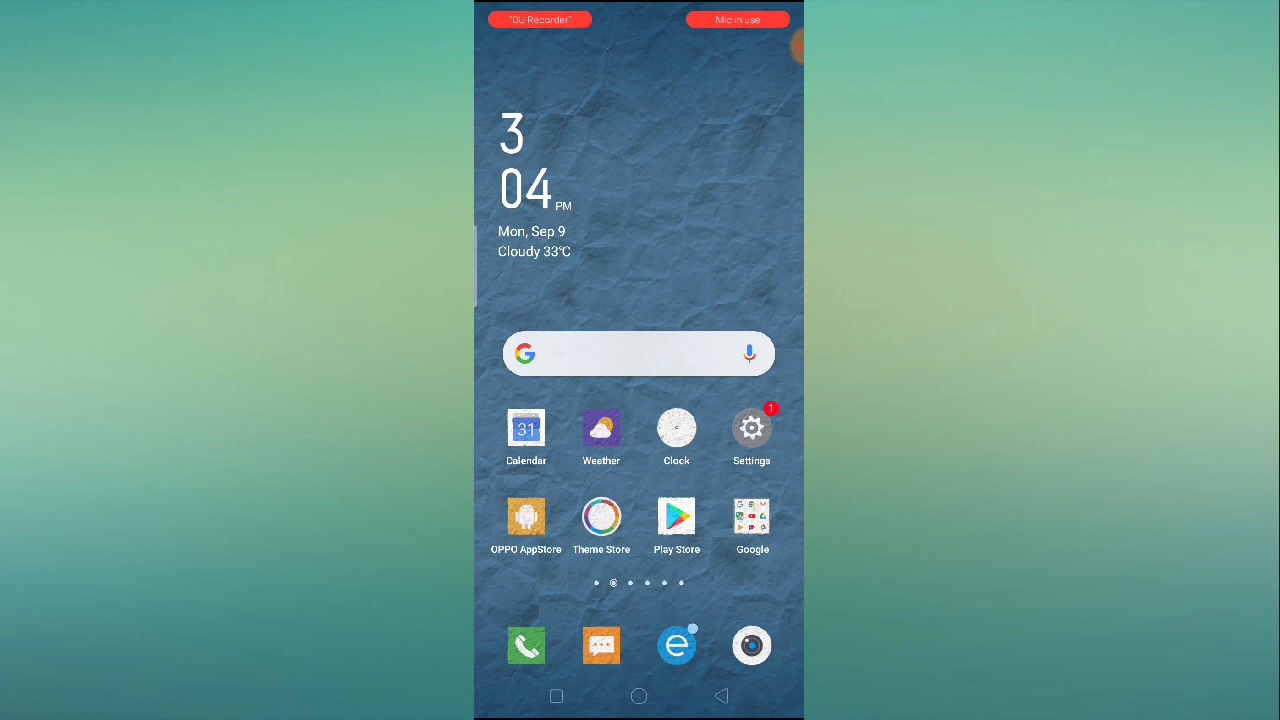 "DU Recorder" Mic in use
3
04 PM
Mon, Sep 9
Cloudy 33℃
G
31
1
Calendar Weather Clock Settings
OPPO AppStore Theme Store Play Store Google